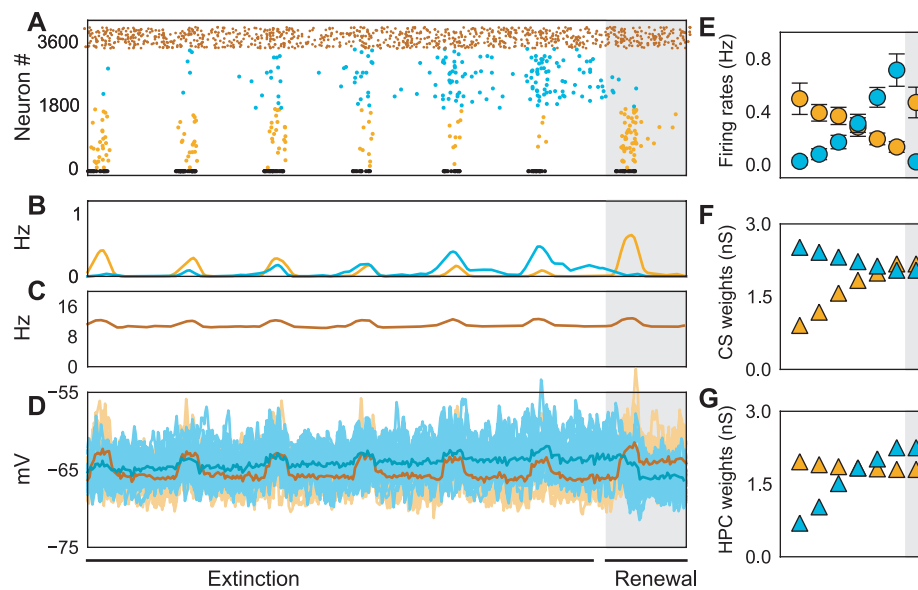 A
Neuron #
3600
1800
0
B
Hz
1
0
C
Hz
16
8
0
D
mV
−55
−65
−75
Extinction
Renewal
E
Firing rates (Hz)
0.8
0.4
0.0
F
CS weights (nS)
3.0
1.5
0.0
G
HPC weights (nS)
3.0
1.5
0.0